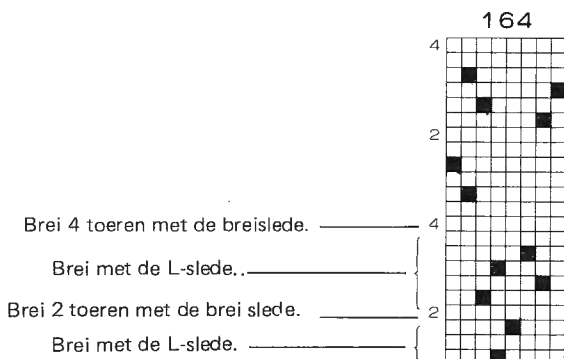 164
4
2
Brei 4 toeren met de breislede. 4
Brei met de L-slede..
Brei 2 toeren met de brei slede. 2
Brei met de L-slede.